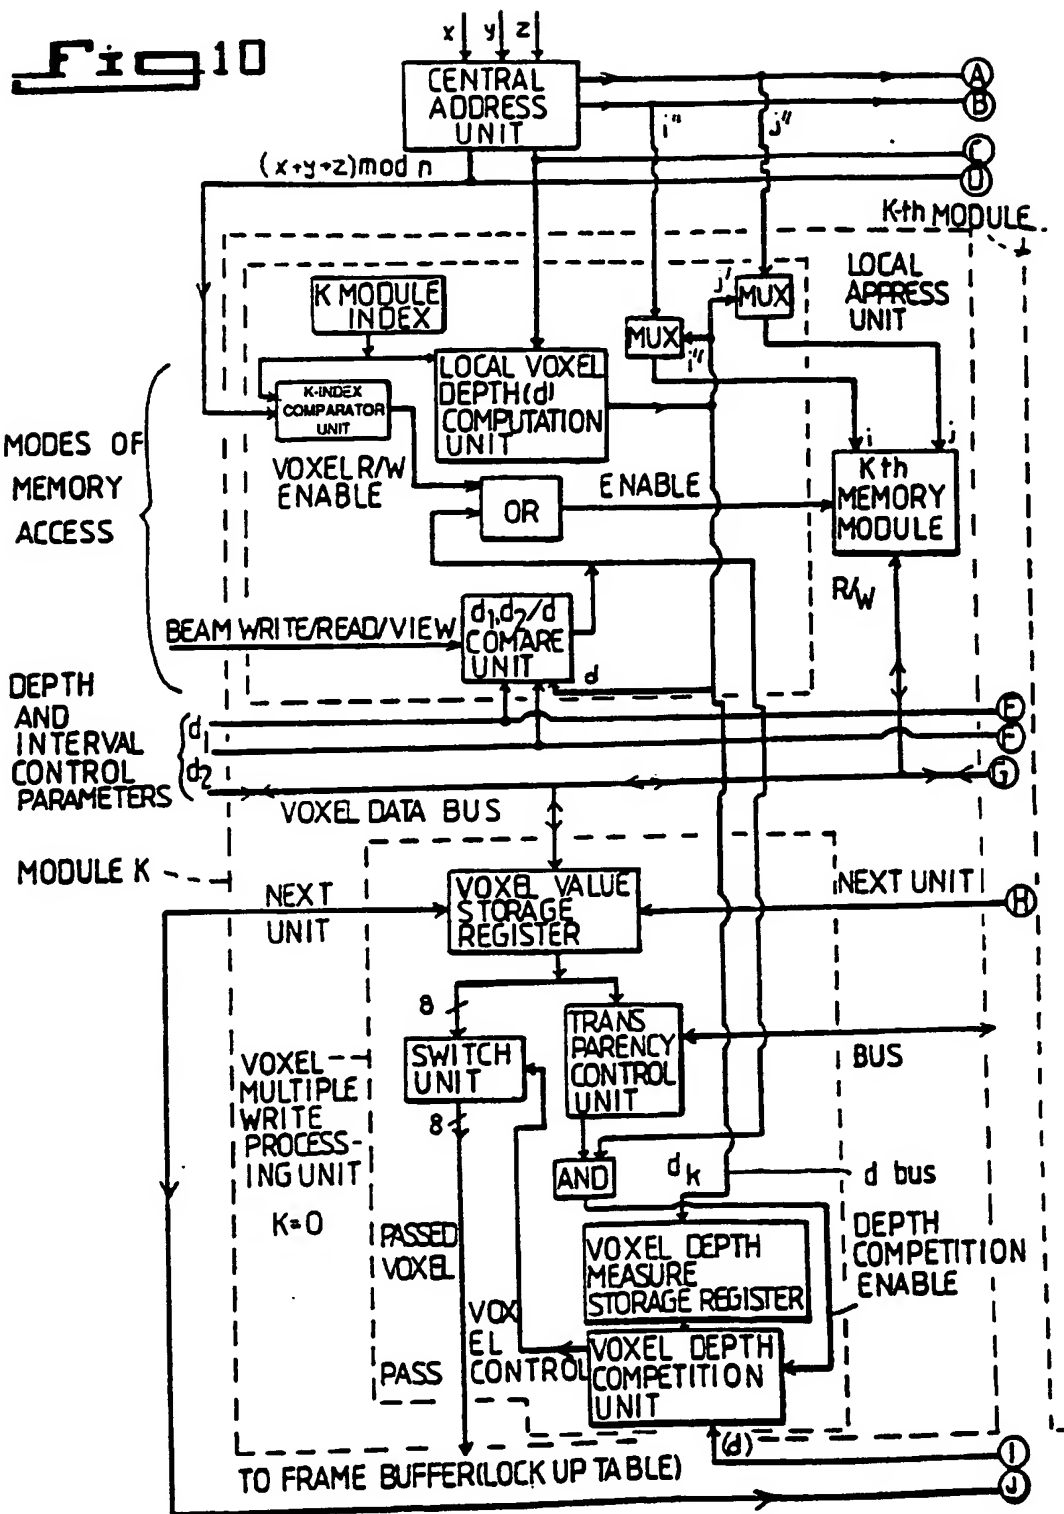 Fig 10
x y z
CENTRAL
ADDRESS
UNIT
A
B
i"
j"
C
D
(x+y+z) mod n
K-th MODULE
K MODULE
INDEX
j'
MUX
LOCAL
APPRESS
UNIT
MUX
i"
K-INDEX
COMPARATOR
UNIT
LOCAL VOXEL
DEPTH(d)
COMPUTATION
UNIT
MODES OF
MEMORY
ACCESS
VOXEL R/W
ENABLE
OR
ENABLE
i
j
Kth
MEMORY
MODULE
R/W
BEAM WRITE/READ/VIEW
d1,d2/d
COMARE
UNIT
d
DEPTH
AND
INTERVAL
CONTROL
PARAMETERS
d1
d2
E
F
G
VOXEL DATA BUS
MODULE K
NEXT
UNIT
VOXEL VALUE
STORAGE
REGISTER
NEXT UNIT
H
8
SWITCH
UNIT
8
TRANS
PARENCY
CONTROL
UNIT
BUS
VOXEL
MULTIPLE
WRITE
PROCESS-
ING UNIT
K=0
AND
dk
d bus
PASSED
VOXEL
VOXEL DEPTH
MEASURE
STORAGE REGISTER
DEPTH
COMPETITION
ENABLE
PASS
VOX
EL
CONTROL
VOXEL DEPTH
COMPETITION
UNIT
(d)
I
TO FRAME BUFFER(LOCK UP TABLE)
J